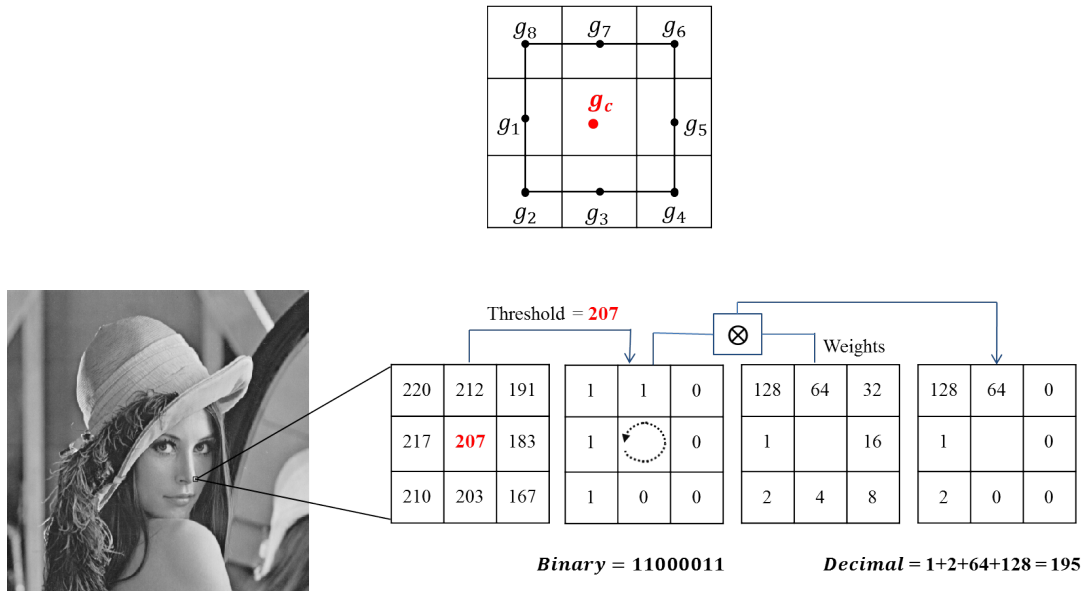 g₈ g₇ g₆
g₁ g_c g₅
g₂ g₃ g₄
Threshold = 207
⊗
Weights
220 212 191 1 1 0 128 64 32 128 64 0
217 207 183 1 0 1 16 1 0
210 203 167 1 0 0 2 4 8 2 0 0
Binary = 11000011 Decimal = 1+2+64+128 = 195